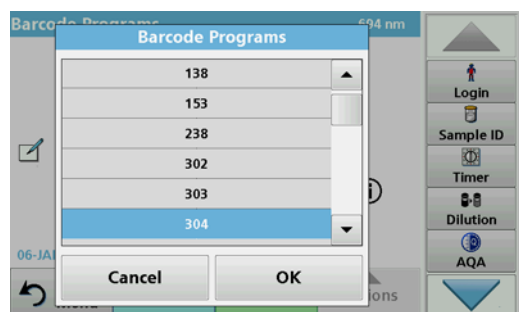 Barcode Programs
694 nm
Barcode Programs
138
153
238
302
303
304
Cancel
OK
06-JA
Menu
Login
Sample ID
Timer
Dilution
AQA